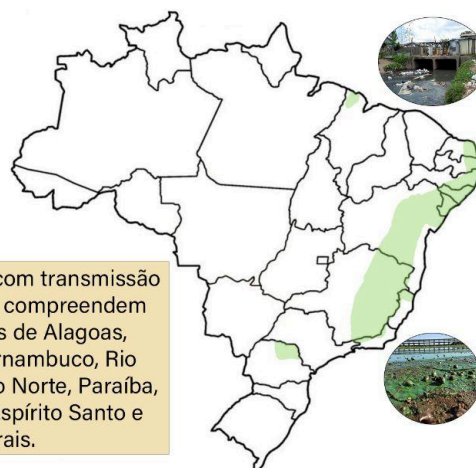 com transmissão
compreendem
de Alagoas,
Rio
Norte, Paraíba,
Santo e